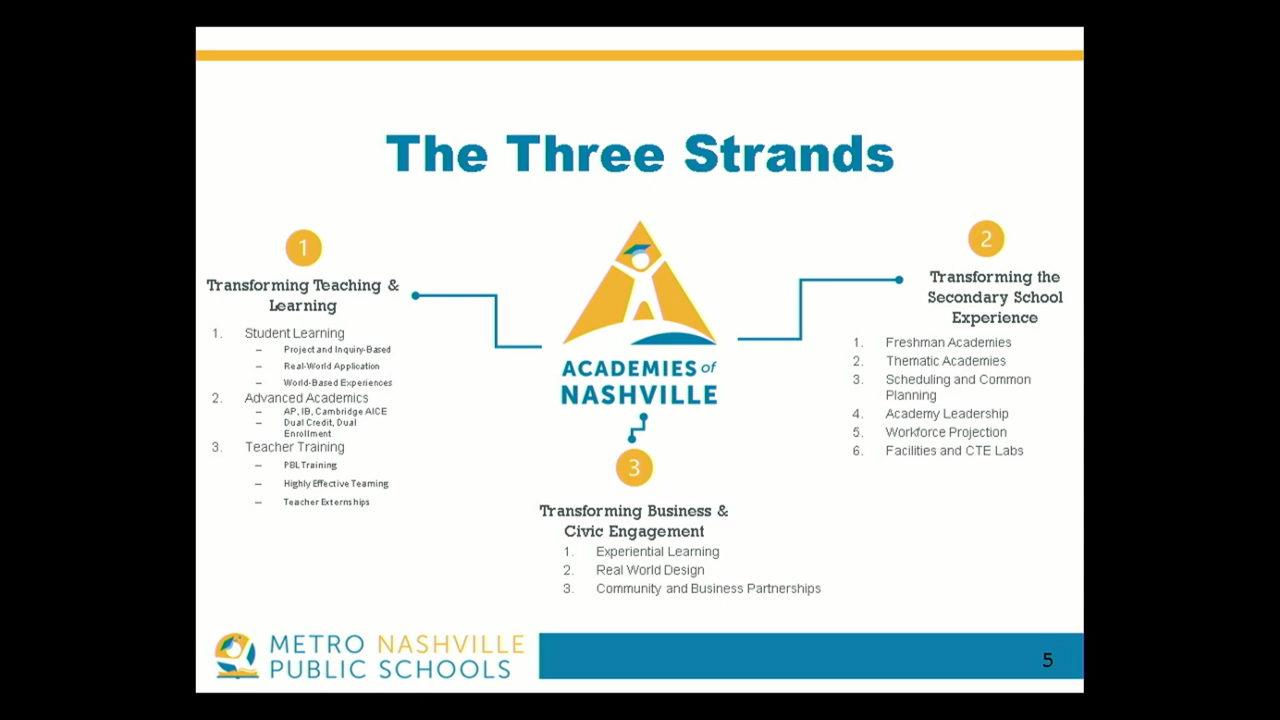 The Three Strands
1
Transforming Teaching &
Learning
1. Student Learning
– Project and Inquiry-Based
– Real-World Application
– World-Based Experiences
2. Advanced Academics
– AP, IB, Cambridge AICE
– Dual Credit, Dual
Enrollment
3. Teacher Training
– PBL Training
– Highly Effective Teaming
– Teacher Externships
ACADEMIES of
NASHVILLE
2
Transforming the
Secondary School
Experience
1. Freshman Academies
2. Thematic Academies
3. Scheduling and Common
Planning
4. Academy Leadership
5. Workforce Projection
6. Facilities and CTE Labs
3
Transforming Business &
Civic Engagement
1. Experiential Learning
2. Real World Design
3. Community and Business Partnerships
METRO NASHVILLE
PUBLIC SCHOOLS
5